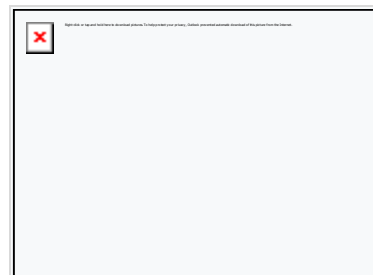 Right-click or tap and hold here to download pictures. To help protect your privacy, Outlook prevented automatic download of this picture from the Internet.